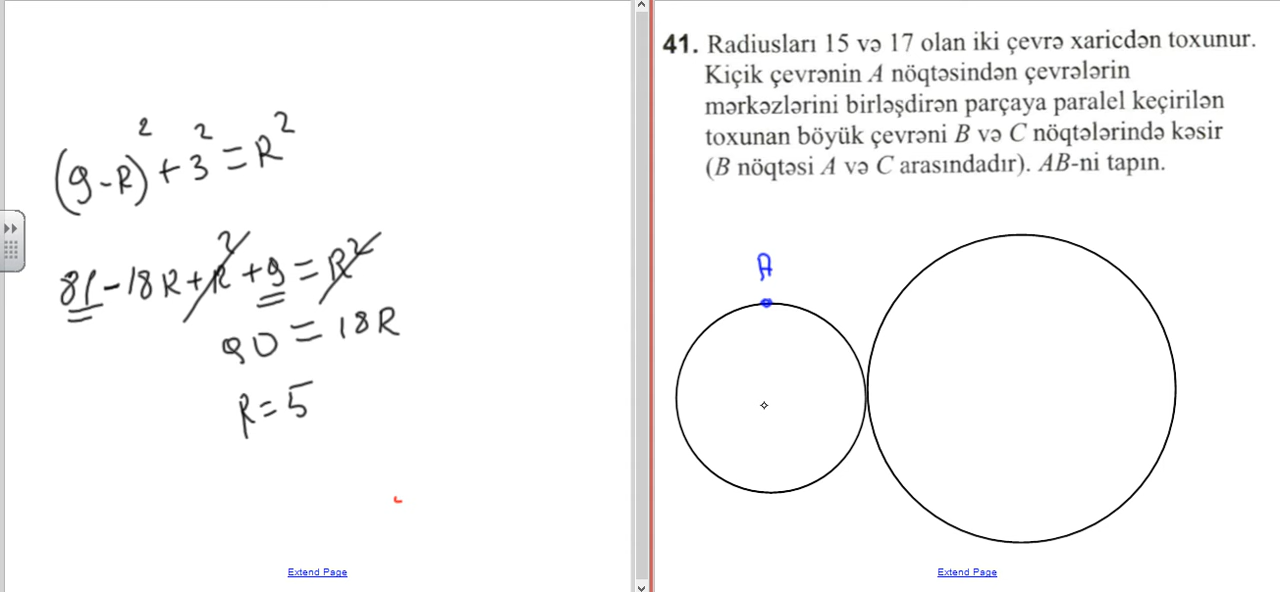 (9-R)²+3²=R²
81-18R+R²+9=R²
90=18R
R=5
Extend Page
41. Radiusları 15 və 17 olan iki çevrə xaricdən toxunur.
Kiçik çevrənin A nöqtəsindən çevrələrin
mərkəzlərini birləşdirən parçaya paralel keçirilən
toxunan böyük çevrəni B və C nöqtələrində kəsir
(B nöqtəsi A və C arasındadır). AB-ni tapın.
A
Extend Page